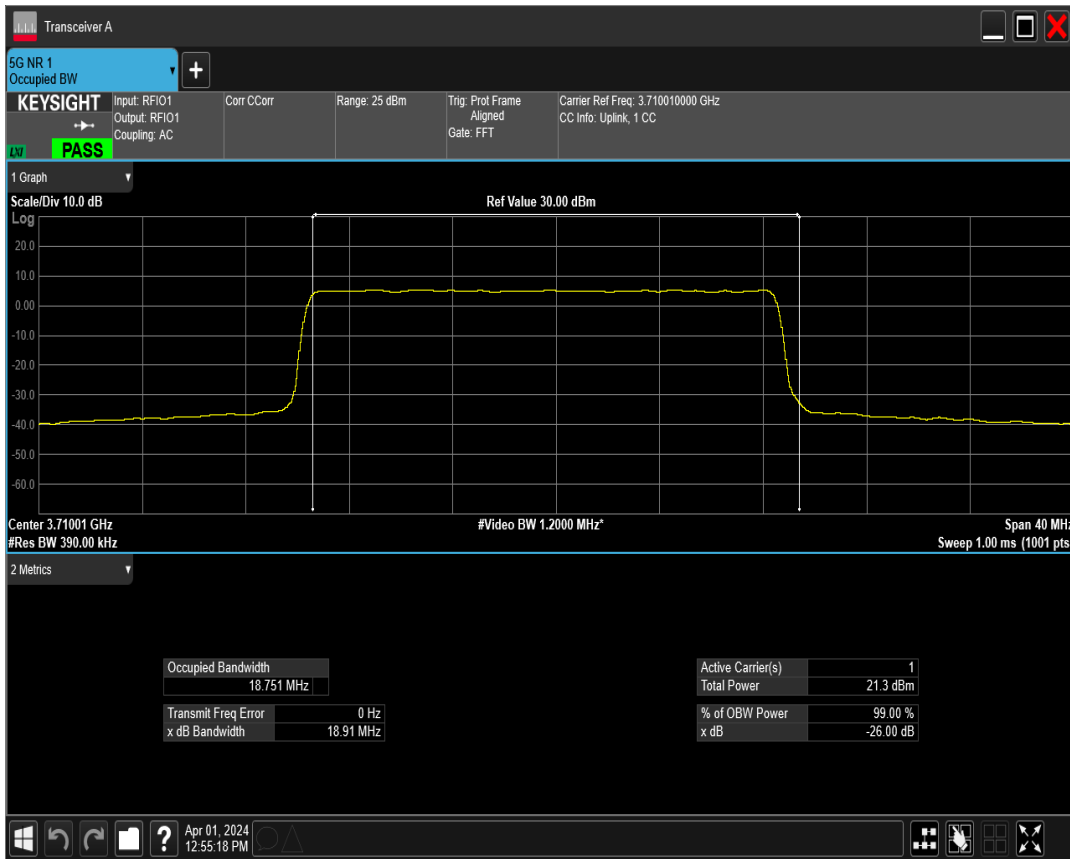 Transceiver A
5G NR 1
Occupied BW
KEYSIGHT
LXI
PASS
Input: RFIO1
Output: RFIO1
Coupling: AC
Corr CCorr
Range: 25 dBm
Trig: Prot Frame
Aligned
Gate: FFT
Carrier Ref Freq: 3.710010000 GHz
CC Info: Uplink, 1 CC
1 Graph
Scale/Div 10.0 dB
Ref Value 30.00 dBm
Log
20.0
10.0
0.00
-10.0
-20.0
-30.0
-40.0
-50.0
-60.0
Center 3.71001 GHz
#Video BW 1.2000 MHz*
Span 40 MHz
#Res BW 390.00 kHz
Sweep 1.00 ms (1001 pts
2 Metrics
Occupied Bandwidth
18.751 MHz
Transmit Freq Error 0 Hz
x dB Bandwidth 18.91 MHz
Active Carrier(s) 1
Total Power 21.3 dBm
% of OBW Power 99.00 %
x dB -26.00 dB
Apr 01, 2024
12:55:18 PM